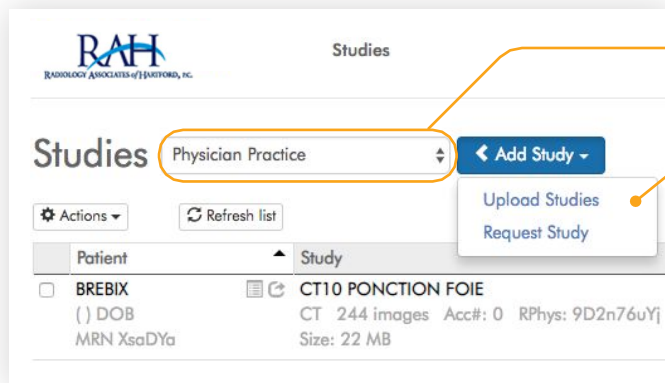 RAH
RADIOLOGY ASSOCIATES of HARTFORD, P.C.
Studies
Studies
Physician Practice
Add Study
Upload Studies
Request Study
Actions
Refresh list
Patient
Study
BREBIX
CT10 PONCTION FOIE
( ) DOB
CT 244 images Acc#: 0 RPhys: 9D2n76uYj
MRN XsaDYa
Size: 22 MB